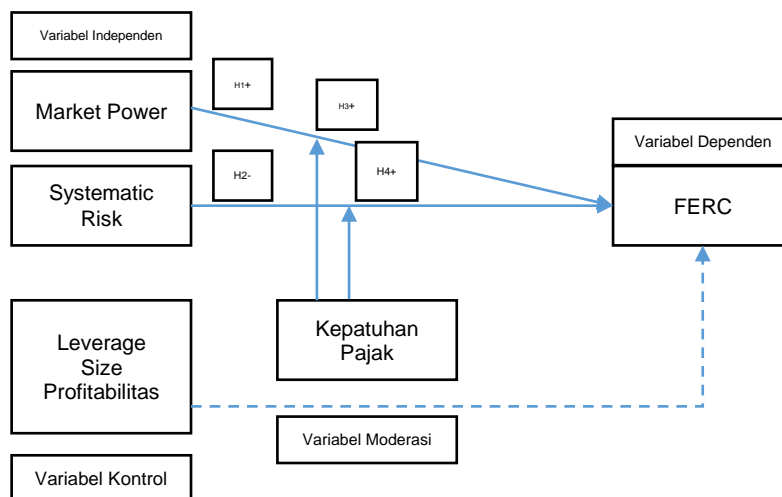 Variabel Independen
Market Power
H1+
H3+
Variabel Dependen
Systematic
Risk
H2-
H4+
FERC
Leverage
Size
Profitabilitas
Kepatuhan
Pajak
Variabel Moderasi
Variabel Kontrol